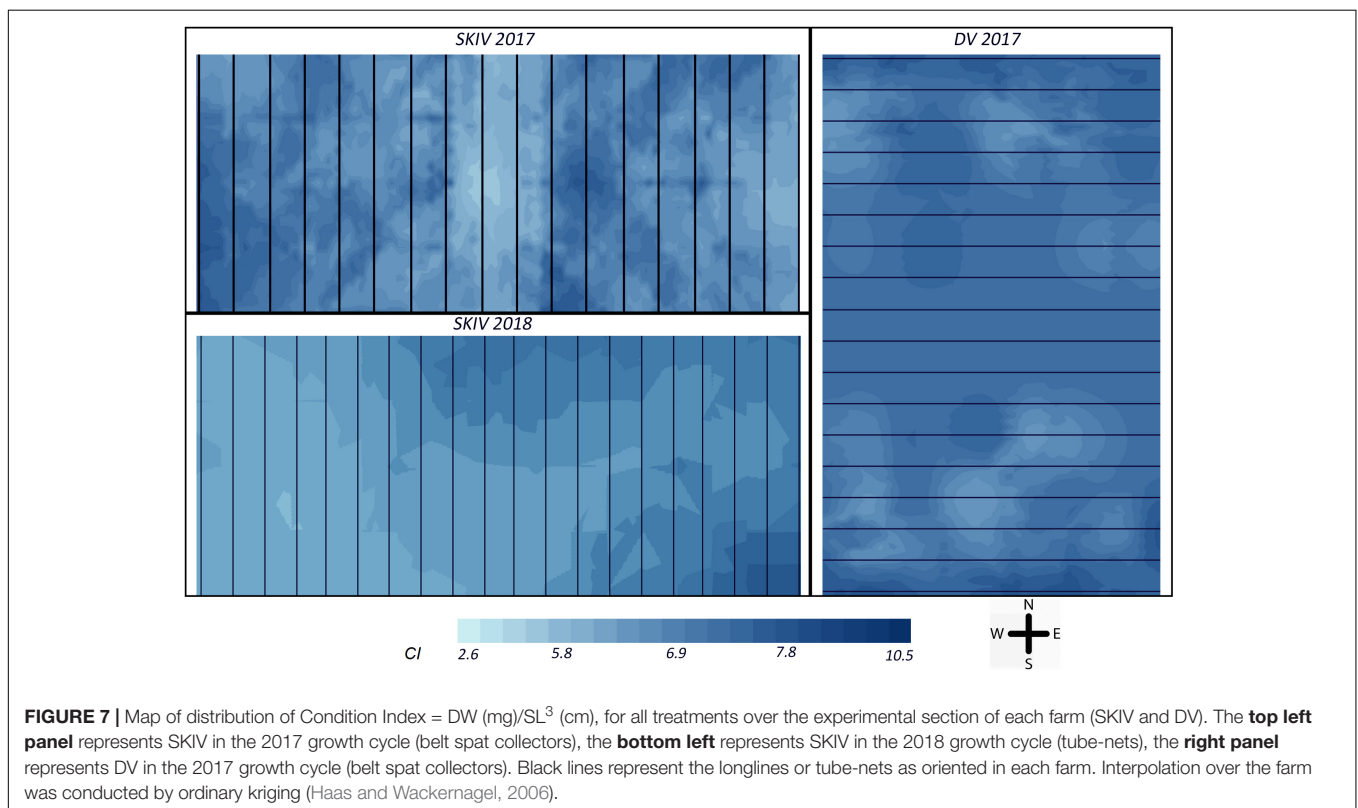 SKIV 2017
DV 2017
SKIV 2018
CI
2.6
5.8
6.9
7.8
10.5
N
W
E
S
FIGURE 7 | Map of distribution of Condition Index = DW (mg)/SL³ (cm), for all treatments over the experimental section of each farm (SKIV and DV). The top left
panel represents SKIV in the 2017 growth cycle (belt spat collectors), the bottom left represents SKIV in the 2018 growth cycle (tube-nets), the right panel
represents DV in the 2017 growth cycle (belt spat collectors). Black lines represent the longlines or tube-nets as oriented in each farm. Interpolation over the farm
was conducted by ordinary kriging (Haas and Wackernagel, 2006).